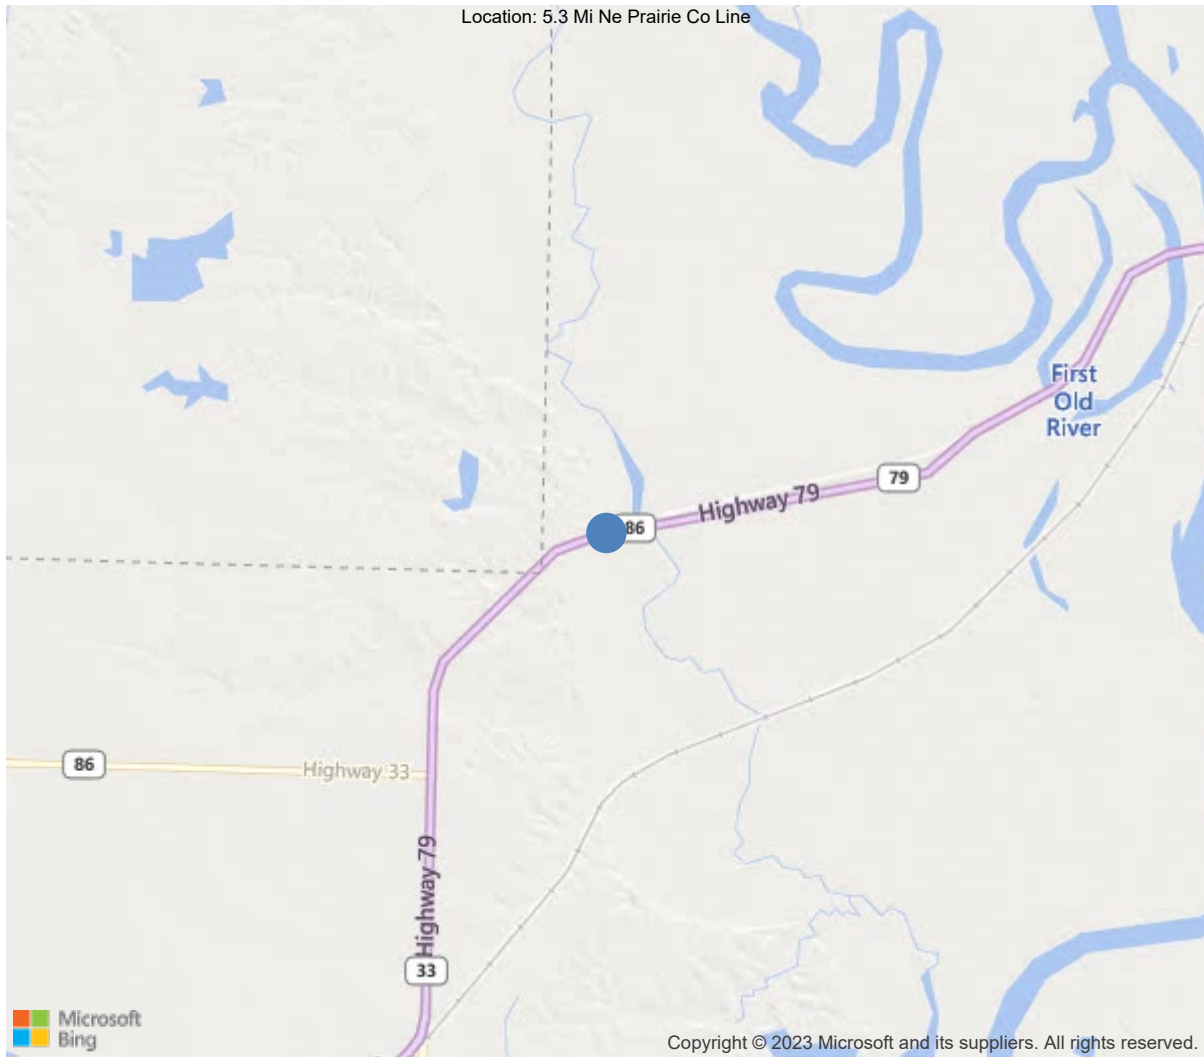 Location: 5.3 Mi Ne Prairie Co Line
First
Old
River
79
Highway 79
86
86
Highway 33
Highway 79
33
Microsoft
Bing
Copyright © 2023 Microsoft and its suppliers. All rights reserved.